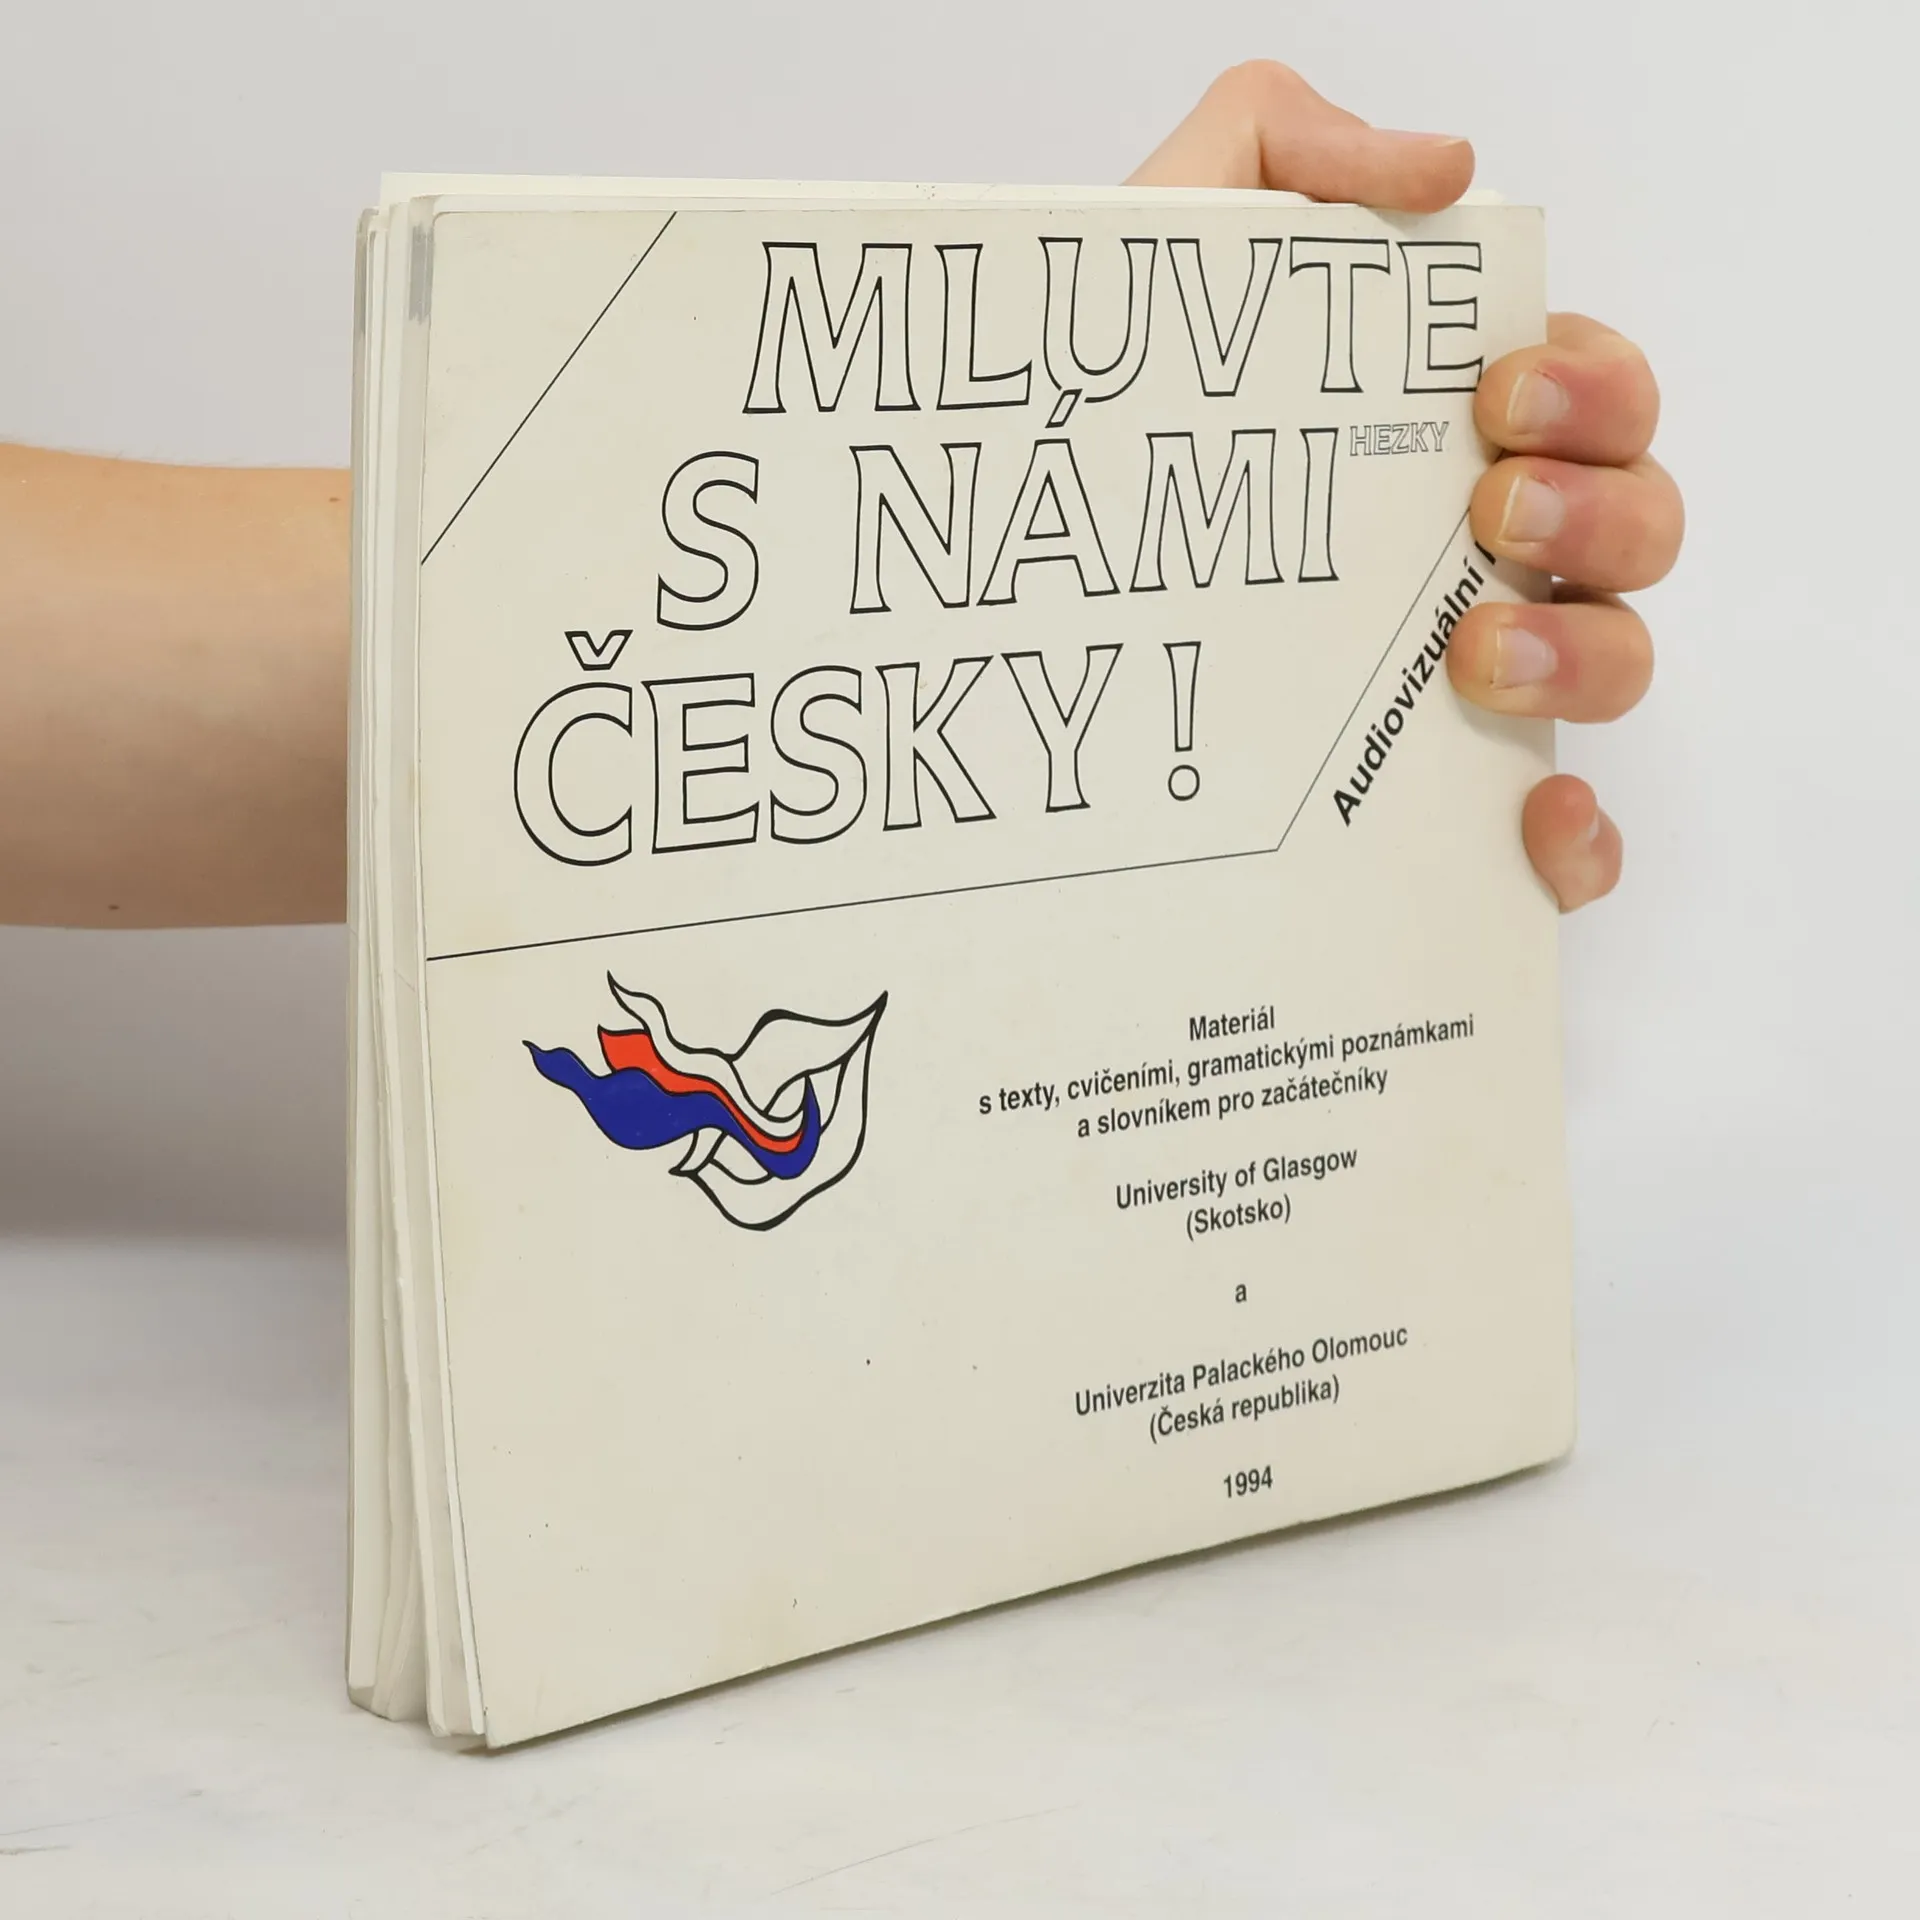 MLUVTE
S NÁMI HEZKY
ČESKY!
Audiovizuální
Materiál
s texty, cvičeními, gramatickými poznámkami
a slovníkem pro začátečníky
University of Glasgow
(Skotsko)
a
Univerzita Palackého Olomouc
(Česká republika)
1994